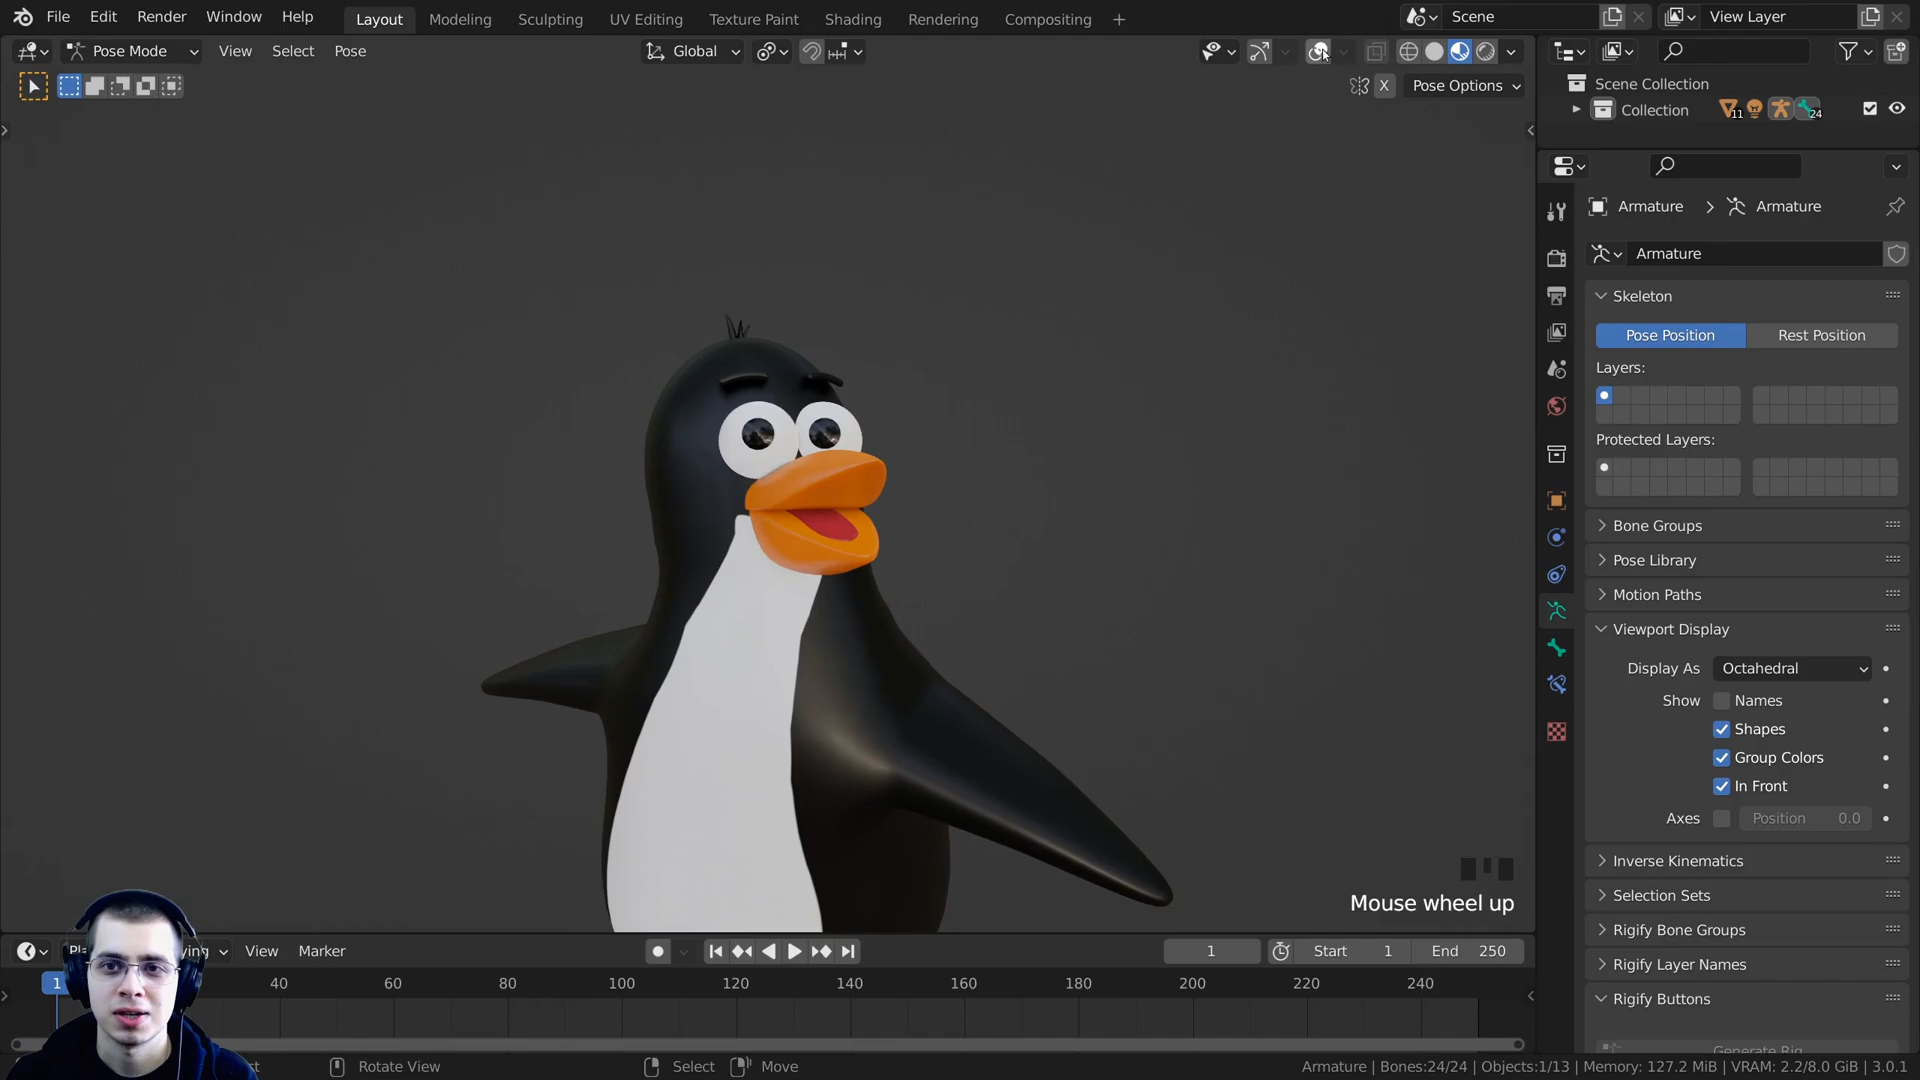 File Edit Render Window Help Layout Modeling Sculpting UV Editing Texture Paint Shading Rendering Compositing + Scene View Layer
Pose Mode View Select Pose Global
X Pose Options
Scene Collection
Collection 11 24
Armature > Armature
Armature
Skeleton
Pose Position Rest Position
Layers:
Protected Layers:
Bone Groups
Pose Library
Motion Paths
Viewport Display
Display As Octahedral
Show Names
Shapes
Group Colors
In Front
Axes Position 0.0
Inverse Kinematics
Selection Sets
Rigify Bone Groups
Rigify Layer Names
Rigify Buttons
Generate Rig
Mouse wheel up
View Marker 1 Start 1 End 250
1 40 60 80 100 120 140 160 180 200 220 240
Rotate View Select Move Armature | Bones:24/24 | Objects:1/13 | Memory: 127.2 MiB | VRAM: 2.2/8.0 GiB | 3.0.1